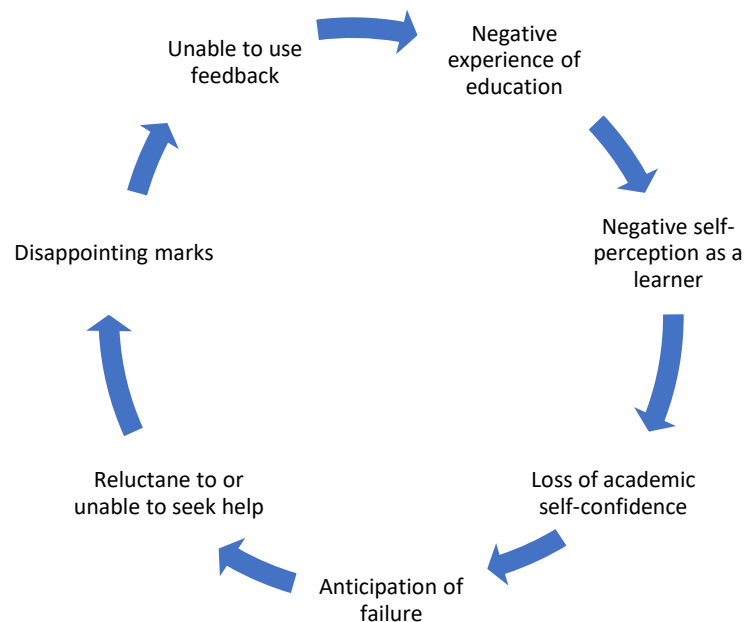 Unable to use
feedback
Negative
experience of
education
Negative self-
perception as a
learner
Loss of academic
self-confidence
Anticipation of
failure
Reluctane to or
unable to seek help
Disappointing marks